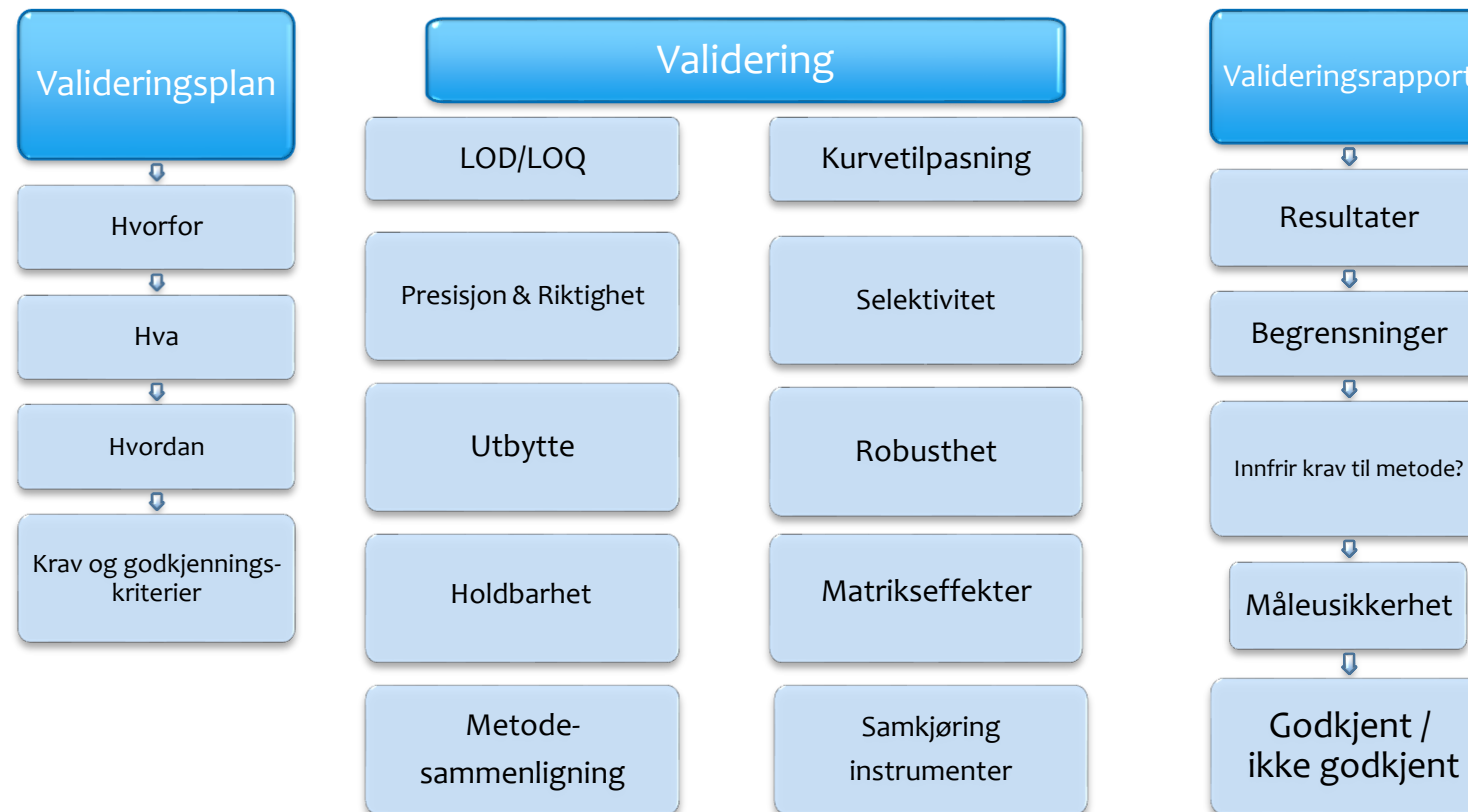 Valideringsplan
Hvorfor
Hva
Hvordan
Krav og godkjennings-
kriterier
Validering
LOD/LOQ
Kurvetilpasning
Presisjon & Riktighet
Selektivitet
Utbytte
Robusthet
Holdbarhet
Matrikseffekter
Metode-
sammenligning
Samkjøring
instrumenter
Valideringsrapport
Resultater
Begrensninger
Innfrir krav til metode?
Måleusikkerhet
Godkjent /
ikke godkjent